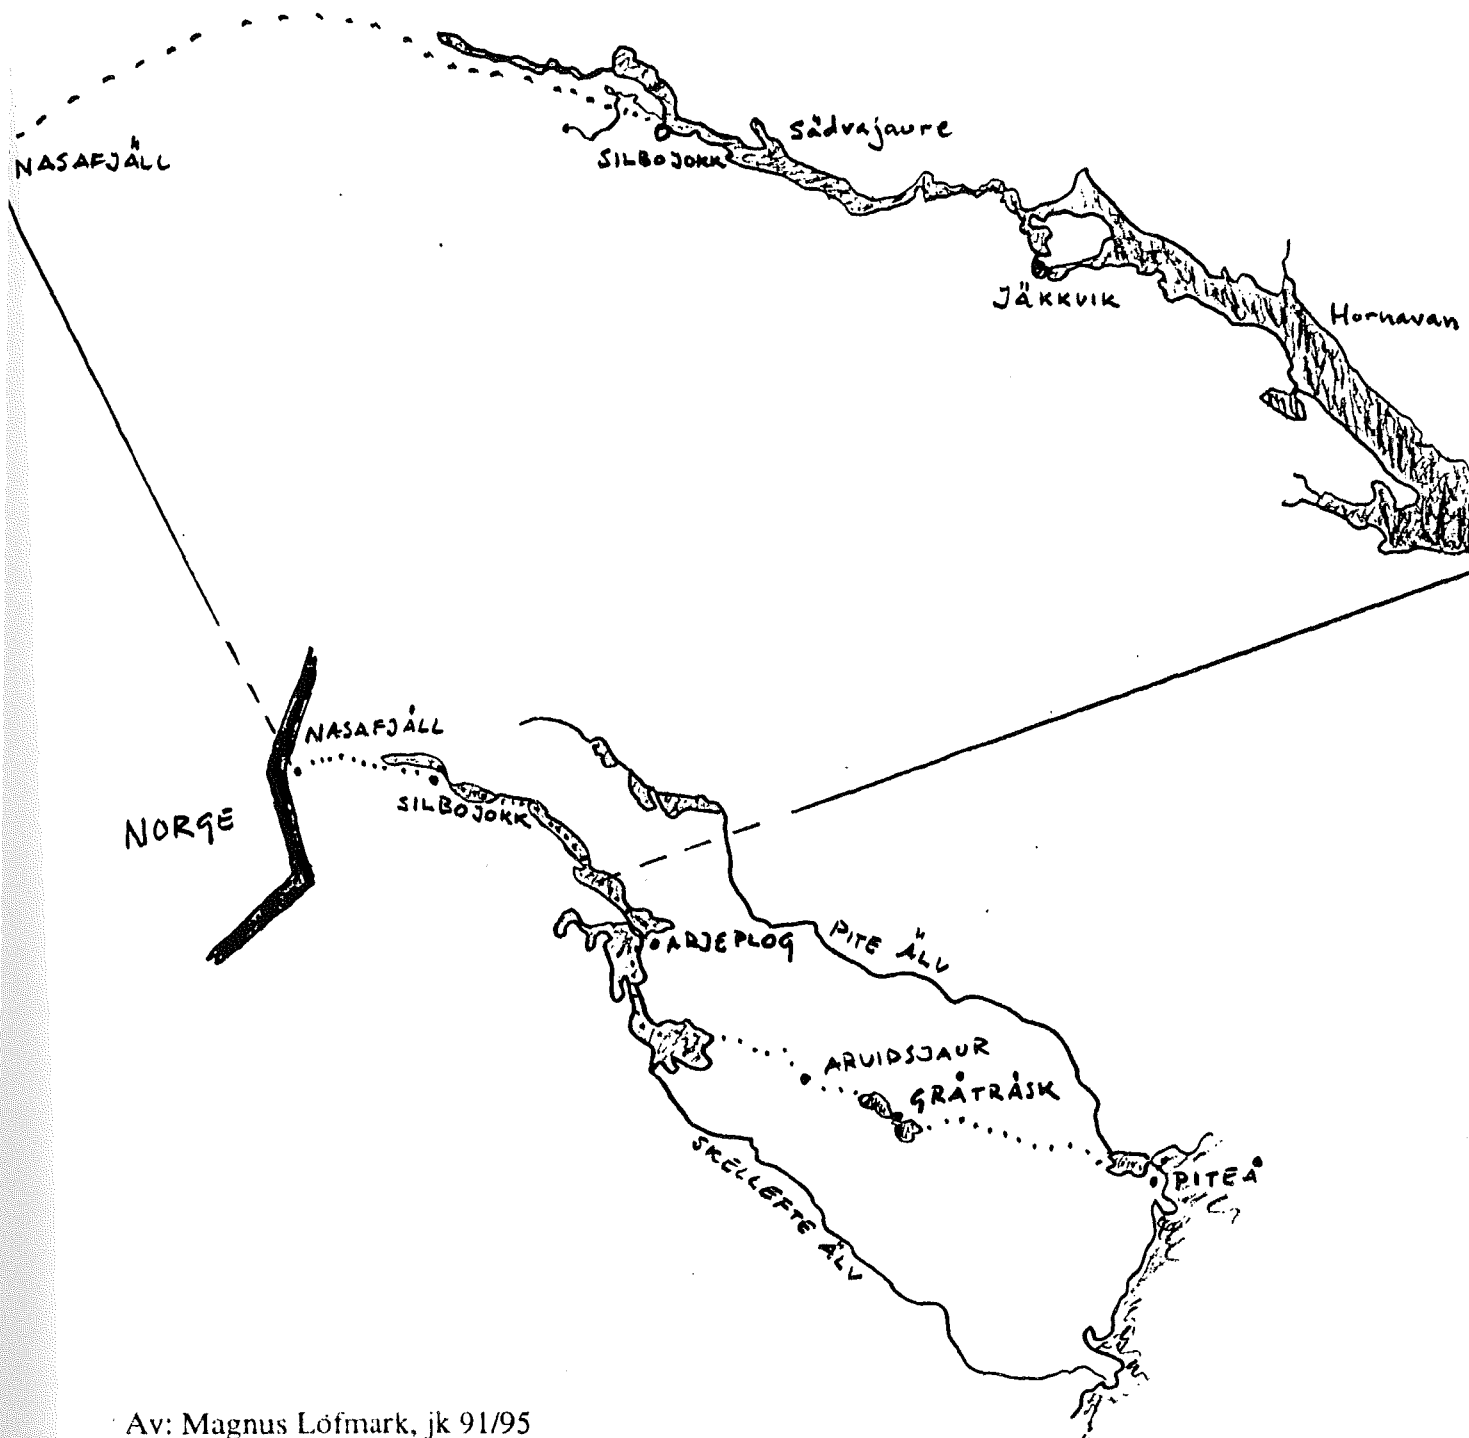 NASAFJÄLL
SILBOJOKK
Sädvajaure
JÄKKVIK
Hornavan
NASAFJÄLL
NORGE
SILBOJOKK
ARJEPLOG
PITE ÄLV
ARVIDSJAUR
GRÅTRÄSK
PITEÅ
SKELLEFTE ÄLV
Av: Magnus Löfmark, jk 91/95